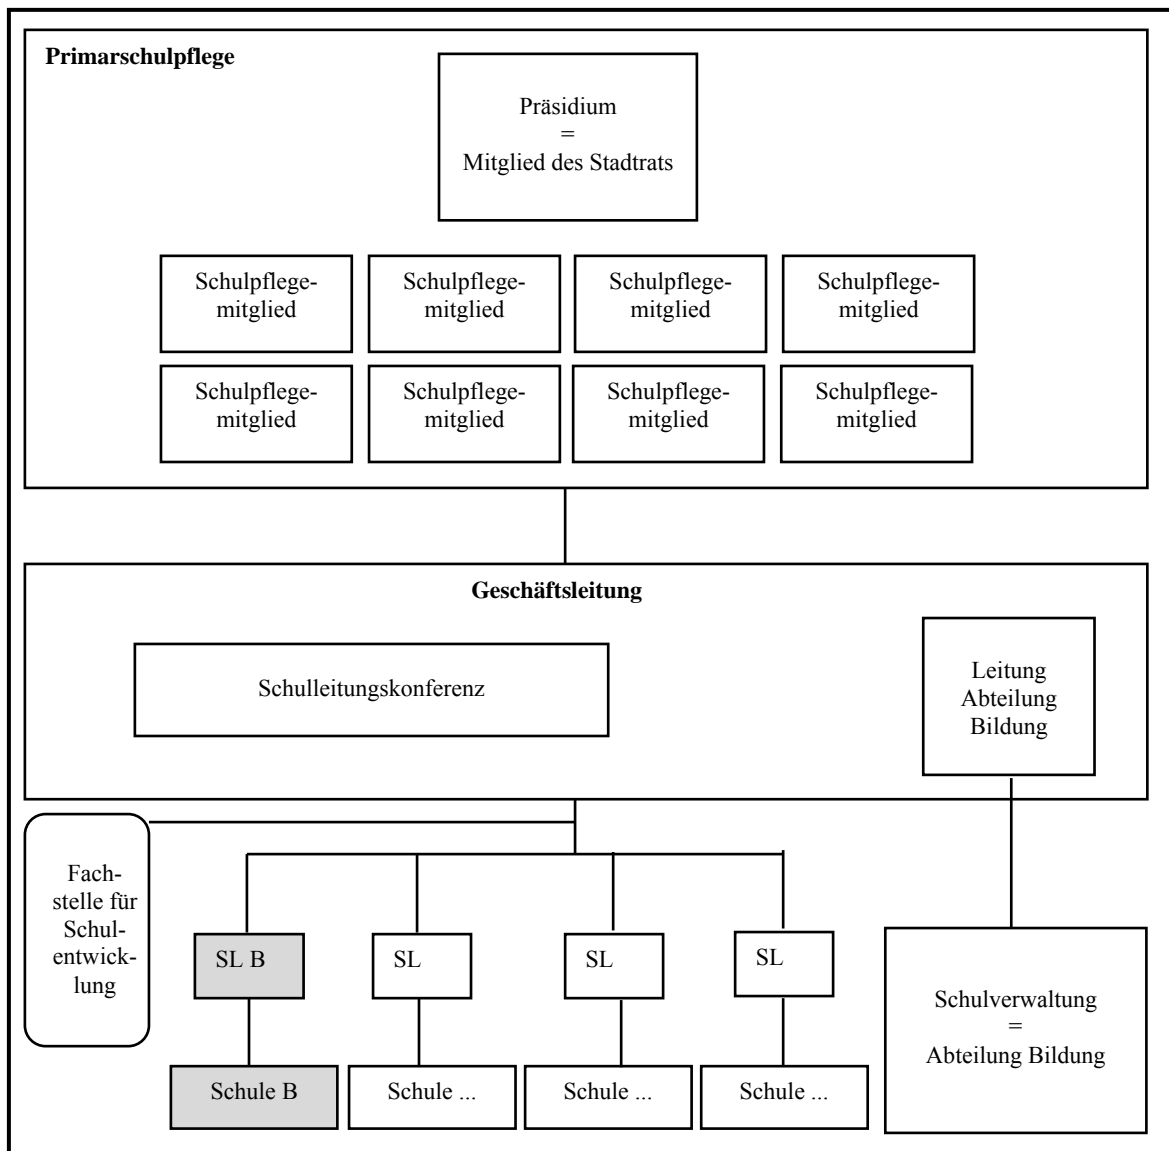 Primarschulpflege
Präsidium
=
Mitglied des Stadtrats
Schulpflege-
mitglied
Schulpflege-
mitglied
Schulpflege-
mitglied
Schulpflege-
mitglied
Schulpflege-
mitglied
Schulpflege-
mitglied
Schulpflege-
mitglied
Schulpflege-
mitglied
Geschäftsleitung
Schulleitungskonferenz
Leitung
Abteilung
Bildung
Fach-
stelle für
Schul-
entwick-
lung
SL B
SL
SL
SL
Schule B
Schule ...
Schule ...
Schule ...
Schulverwaltung
=
Abteilung Bildung